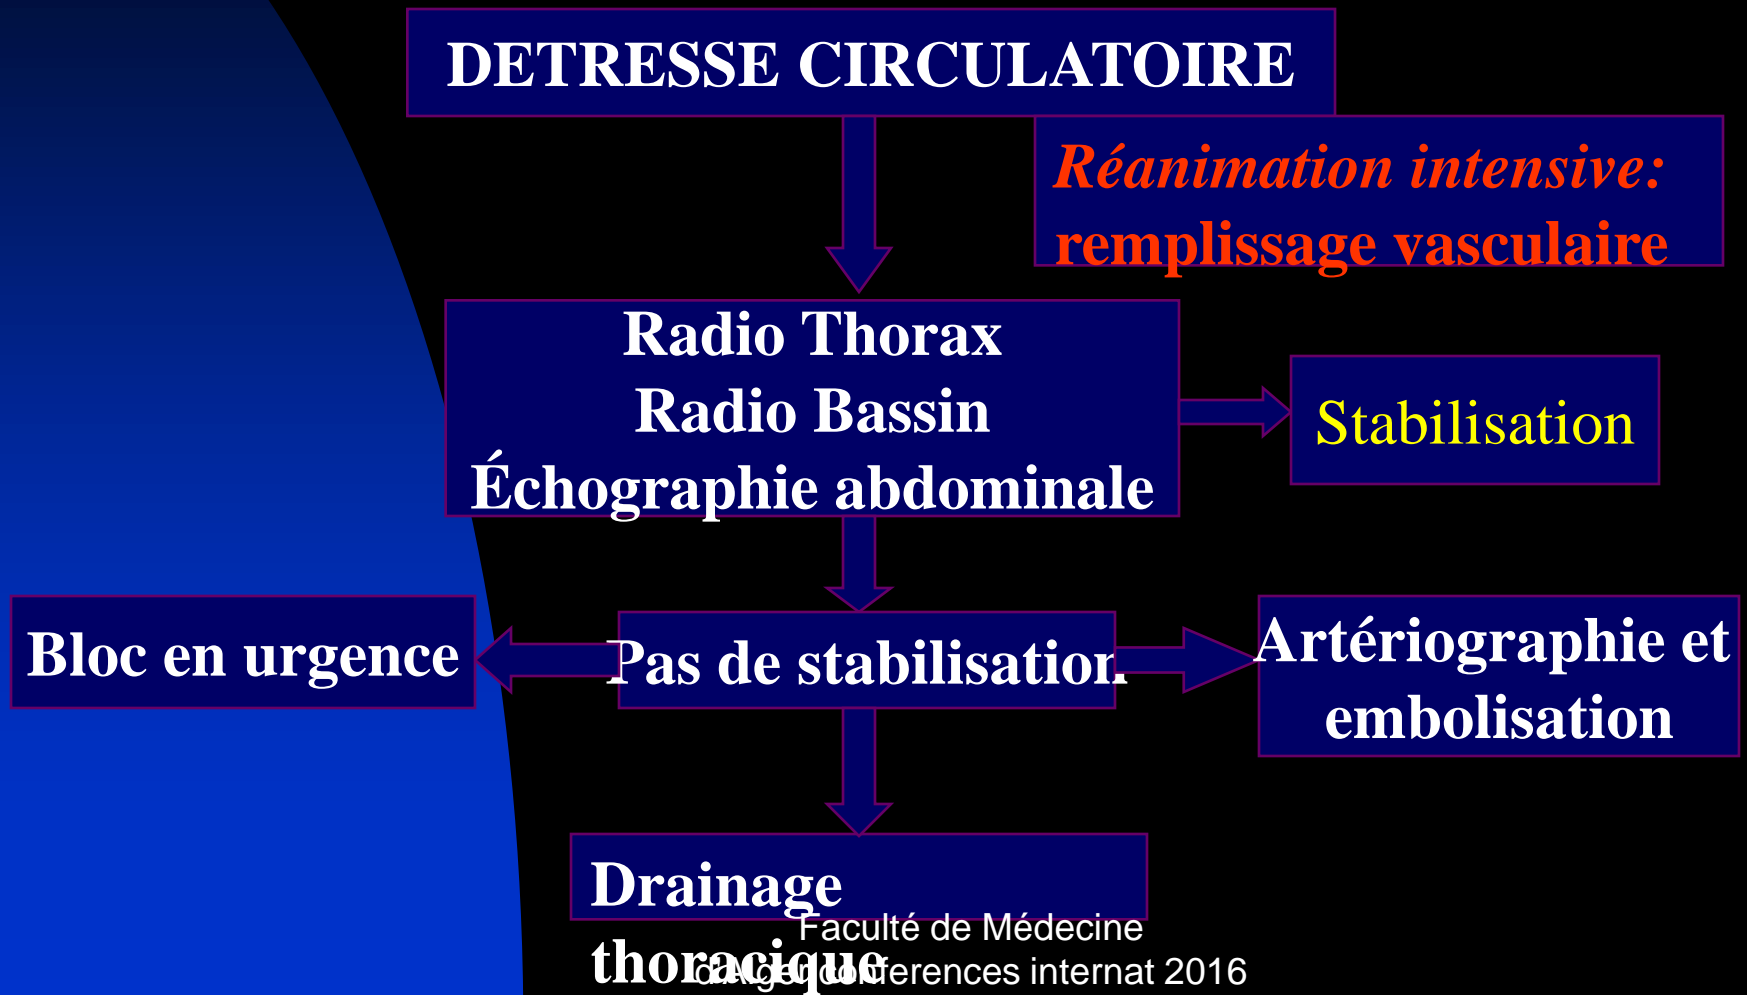 DETRESSE CIRCULATOIRE
Réanimation intensive:
remplissage vasculaire
Radio Thorax
Radio Bassin
Échographie abdominale
Stabilisation
Bloc en urgence
Pas de stabilisation
Artériographie et
embolisation
Drainage
thoracique
Faculté de Médecine
d'Alger conferences internat 2016